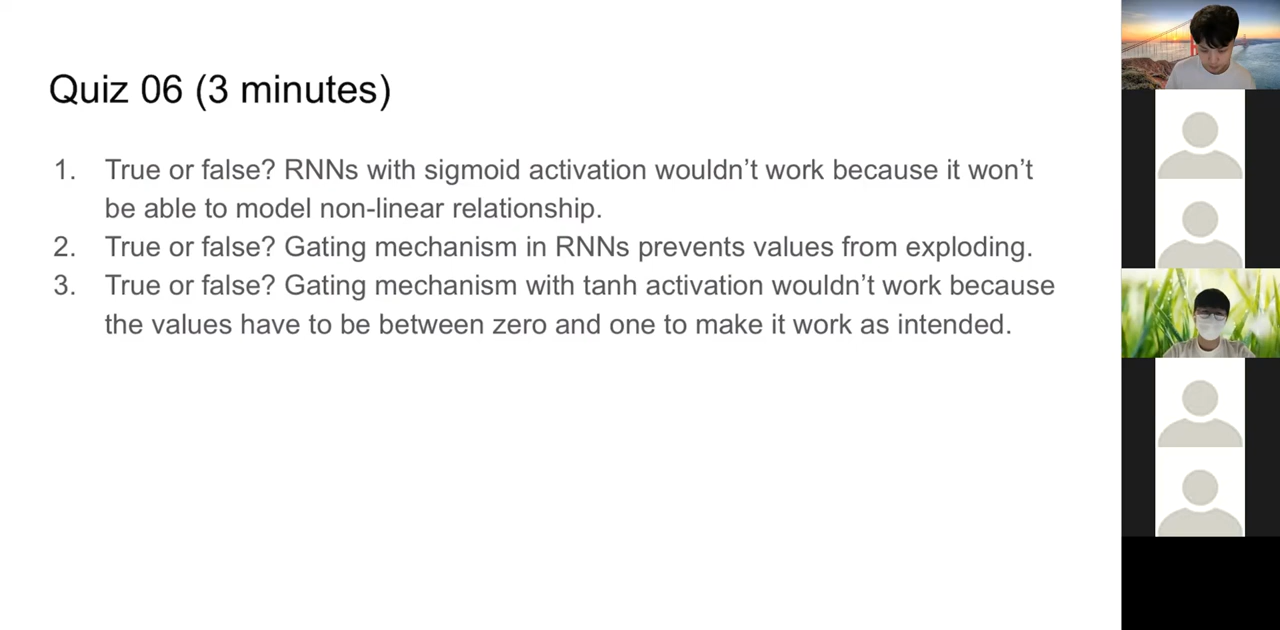 Quiz 06 (3 minutes)
1. True or false? RNNs with sigmoid activation wouldn’t work because it won’t
be able to model non-linear relationship.
2. True or false? Gating mechanism in RNNs prevents values from exploding.
3. True or false? Gating mechanism with tanh activation wouldn’t work because
the values have to be between zero and one to make it work as intended.